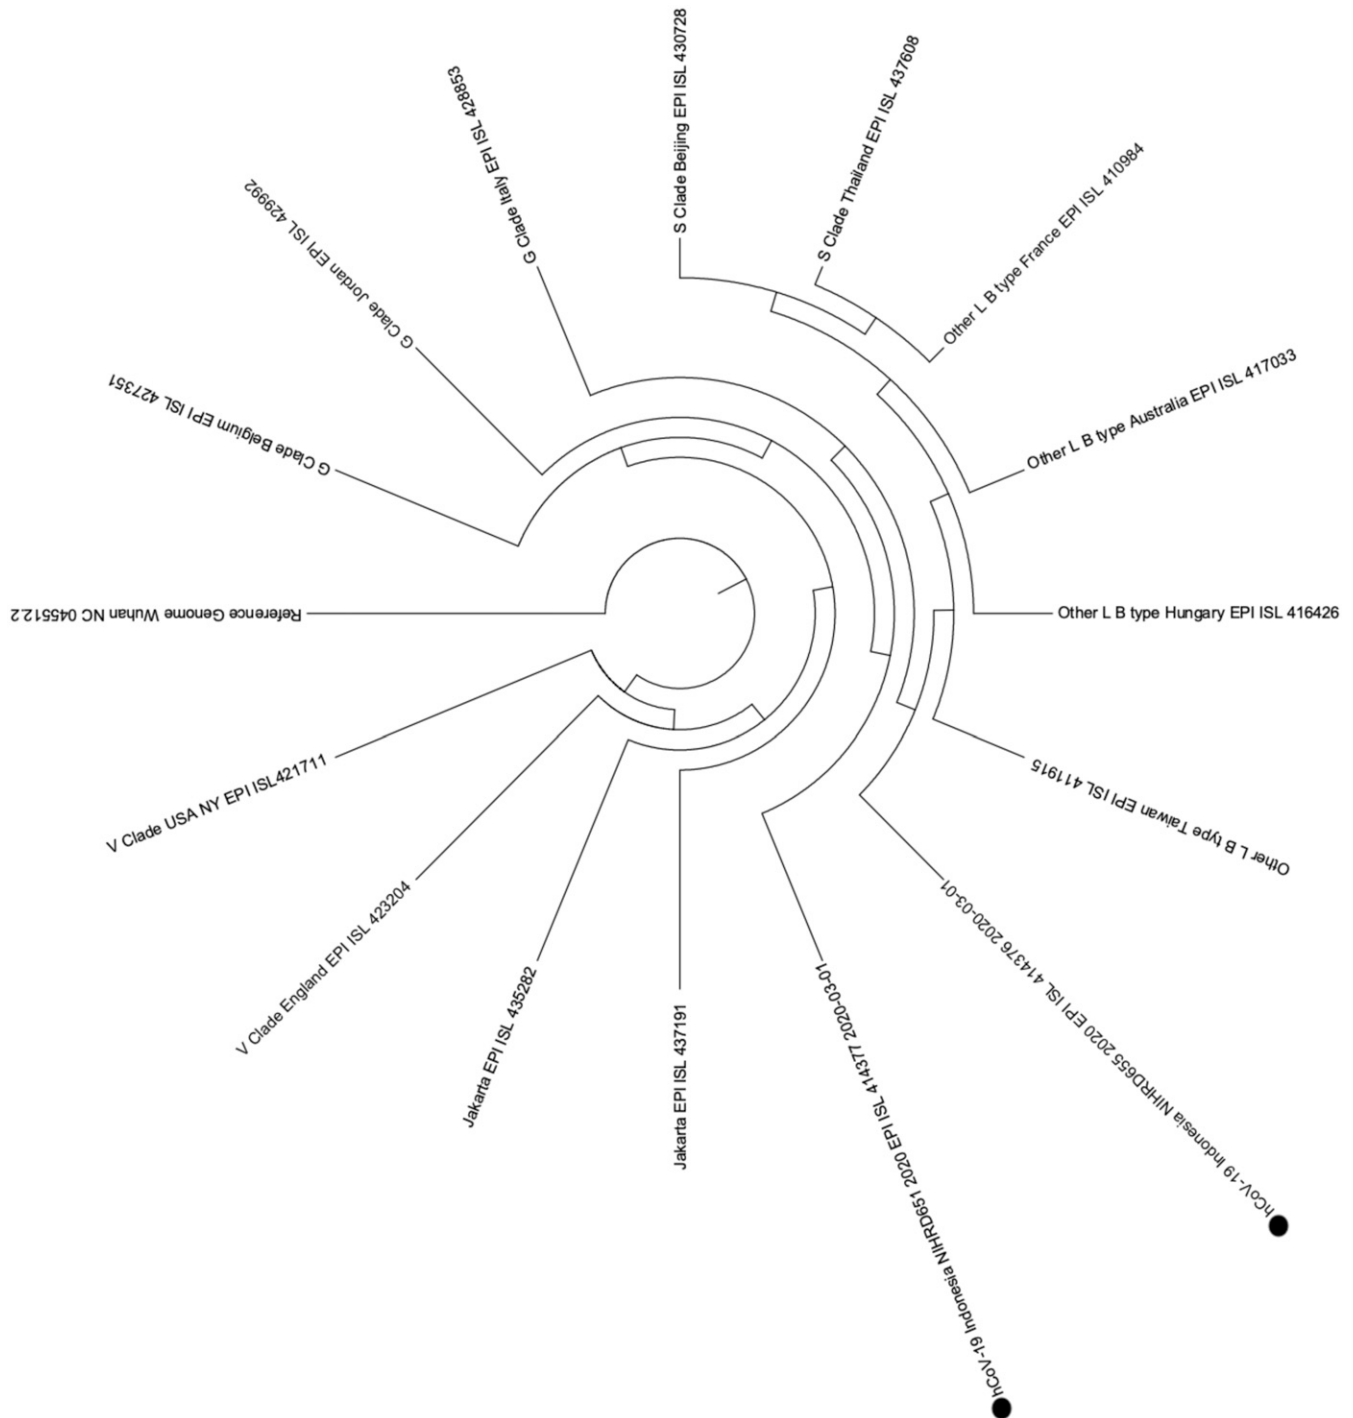 S Clade Beijing EPI ISL 430728
S Clade Thailand EPI ISL 437608
Other L B type France EPI ISL 410984
Other L B type Australia EPI ISL 417033
Other L B type Hungary EPI ISL 416426
Other L B type Taiwan EPI ISL 411915
hCoV-19 Indonesia NIHRD655 2020 EPI ISL 414376 2020-03-01
hCoV-19 Indonesia NIHRD651 2020 EPI ISL 414377 2020-03-01
Jakarta EPI ISL 437191
Jakarta EPI ISL 435282
V Clade England EPI ISL 423204
V Clade USA NY EPI ISL421711
Reference Genome Wuhan NC 045512 2
G Clade Belgium EPI ISL 427351
G Clade Jordan EPI ISL 429992
G Clade Italy EPI ISL 428853